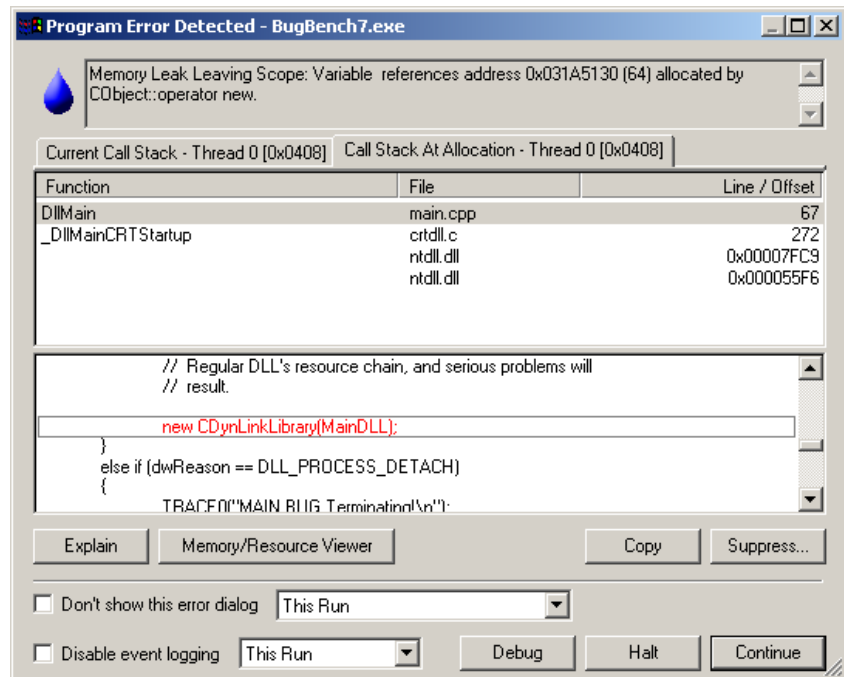 Program Error Detected - BugBench7.exe
Memory Leak Leaving Scope: Variable references address 0x031A5130 (64) allocated by
CObject::operator new.
Current Call Stack - Thread 0 [0x0408] Call Stack At Allocation - Thread 0 [0x0408]
Function File Line / Offset
DllMain main.cpp 67
_DllMainCRTStartup crtdll.c 272
ntdll.dll 0x00007FC9
ntdll.dll 0x000055F6
// Regular DLL's resource chain, and serious problems will
// result.
new CDynLinkLibrary(MainDLL);
}
else if (dwReason == DLL_PROCESS_DETACH)
{
TRACE0("MAIN.BUG Terminating!\n");
Explain Memory/Resource Viewer Copy Suppress...
Don't show this error dialog This Run
Disable event logging This Run Debug Halt Continue